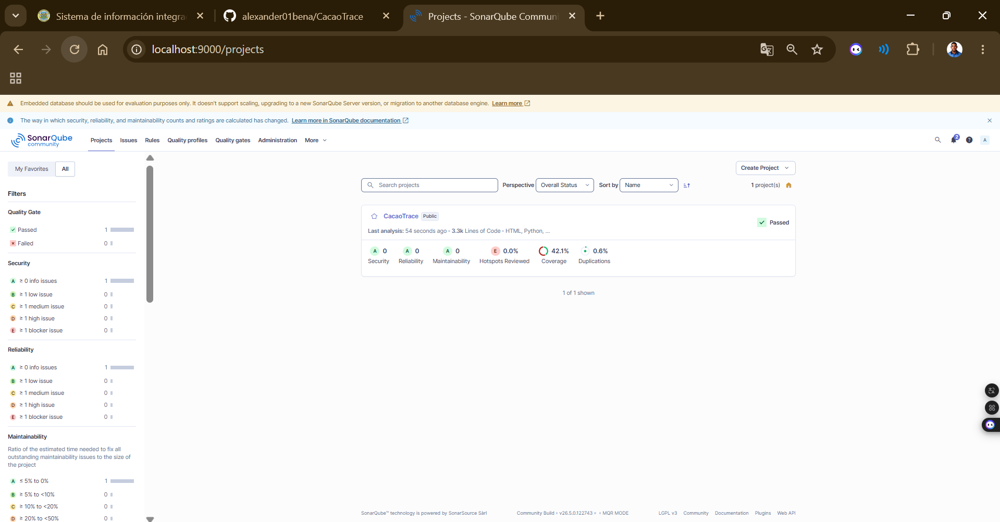 Sistema de información integra
alexander01bena/CacaoTrace
Projects - SonarQube Communi
localhost:9000/projects
Embedded database should be used for evaluation purposes only. It doesn't support scaling, upgrading to a new SonarQube Server version, or migration to another database engine. Learn more
The way in which security, reliability, and maintainability counts and ratings are calculated has changed. Learn more in SonarQube documentation
SonarQube
community
Projects Issues Rules Quality profiles Quality gates Administration More
2
A
My Favorites All
Create Project
Search projects Perspective Overall Status Sort by Name 1 project(s)
Filters
Quality Gate
Passed 1
Failed 0
Security
A ≥ 0 info issues 1
B ≥ 1 low issue 0
C ≥ 1 medium issue 0
D ≥ 1 high issue 0
E ≥ 1 blocker issue 0
Reliability
A ≥ 0 info issues 1
B ≥ 1 low issue 0
C ≥ 1 medium issue 0
D ≥ 1 high issue 0
E ≥ 1 blocker issue 0
Maintainability
Ratio of the estimated time needed to fix all
outstanding maintainability issues to the size of
the project
A ≤ 5% to 0% 1
B ≥ 5% to <10% 0
C ≥ 10% to <20% 0
D ≥ 20% to <50% 0
CacaoTrace Public
Passed
Last analysis: 54 seconds ago • 3.3k Lines of Code • HTML, Python, ...
A 0 A 0 A 0 E 0.0% 42.1% 0.6%
Security Reliability Maintainability Hotspots Reviewed Coverage Duplications
1 of 1 shown
SonarQube™ technology is powered by SonarSource Sàrl
Community Build • v26.5.0.122743 • • MQR MODE
LGPL v3 Community Documentation Plugins Web API